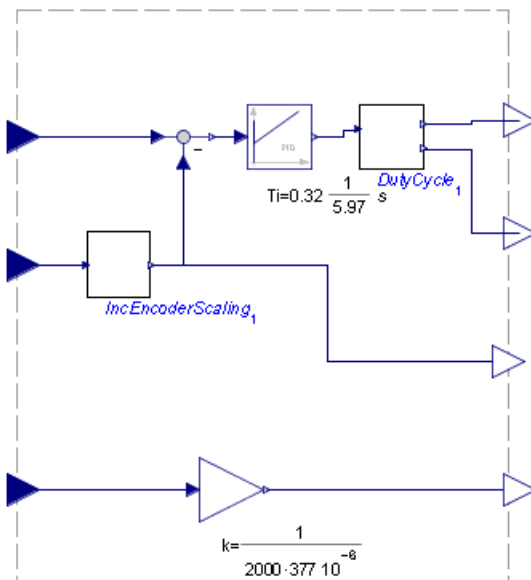 -
PID
Ti=0.32 1/5.97 s
DutyCycle1
IncEncoderScaling1
k= 1/2000·377 10^-6